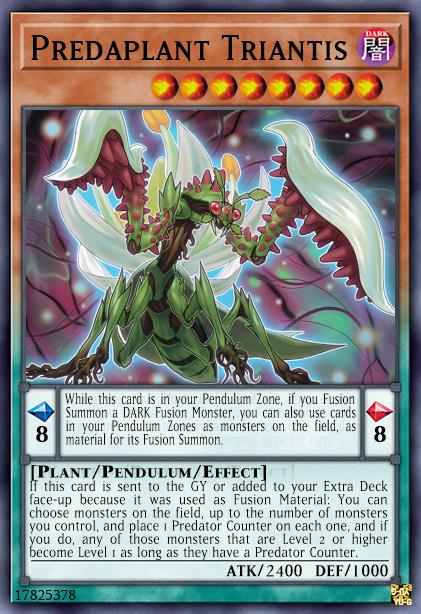 Predaplant Triantis
DARK
闇
While this card is in your Pendulum Zone, if you Fusion
Summon a DARK Fusion Monster, you can also use cards
in your Pendulum Zones as monsters on the field, as
material for its Fusion Summon.
8
8
[Plant/Pendulum/Effect]
If this card is sent to the GY or added to your Extra Deck
face-up because it was used as Fusion Material: You can
choose monsters on the field, up to the number of monsters
you control, and place 1 Predator Counter on each one, and if
you do, any of those monsters that are Level 2 or higher
become Level 1 as long as they have a Predator Counter.
ATK/2400 DEF/1000
17825378